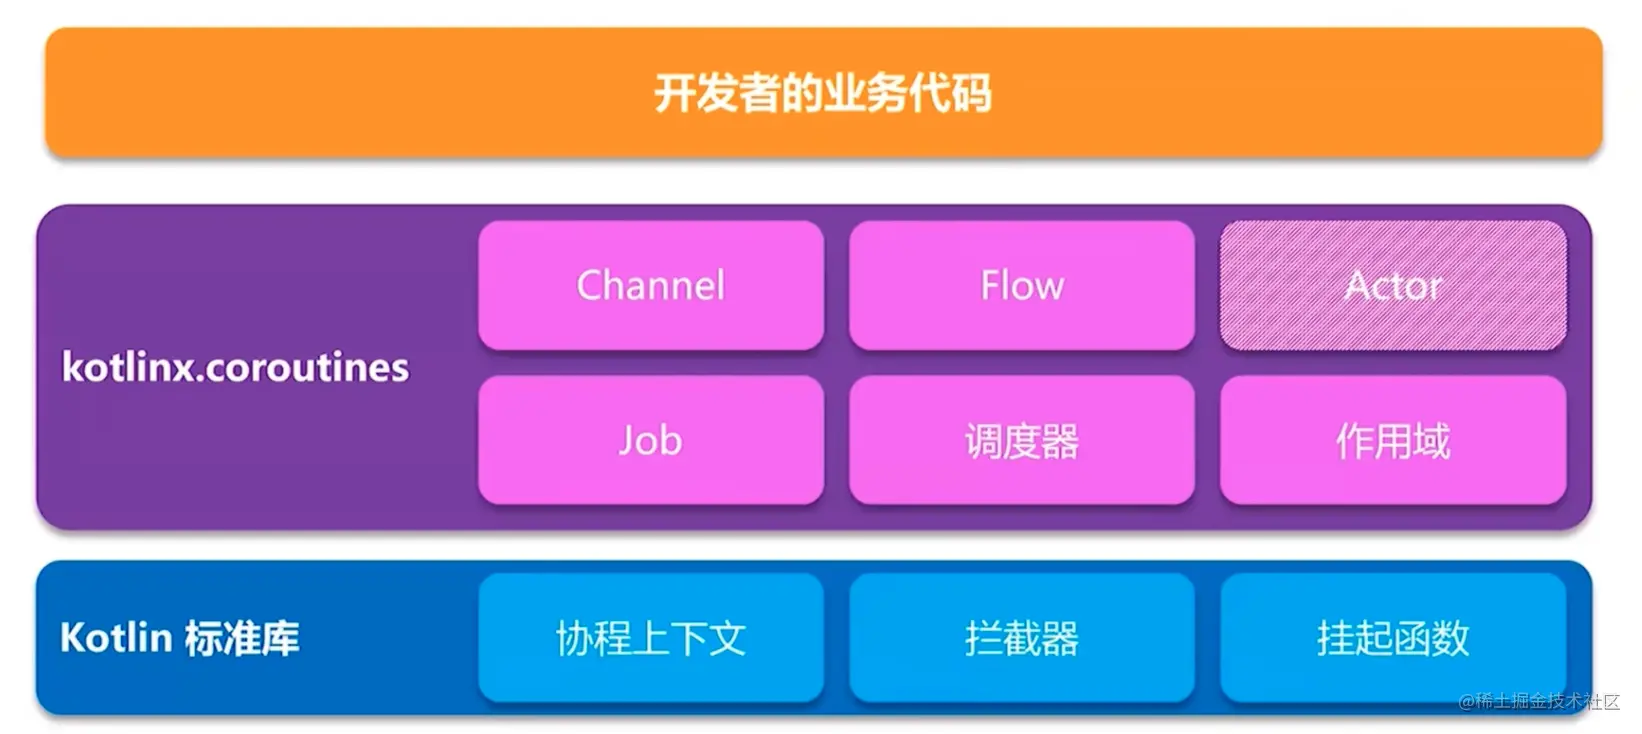 开发者的业务代码
Channel
Flow
Actor
kotlinx.coroutines
Job
调度器
作用域
Kotlin 标准库
协程上下文
拦截器
挂起函数
@稀土掘金技术社区